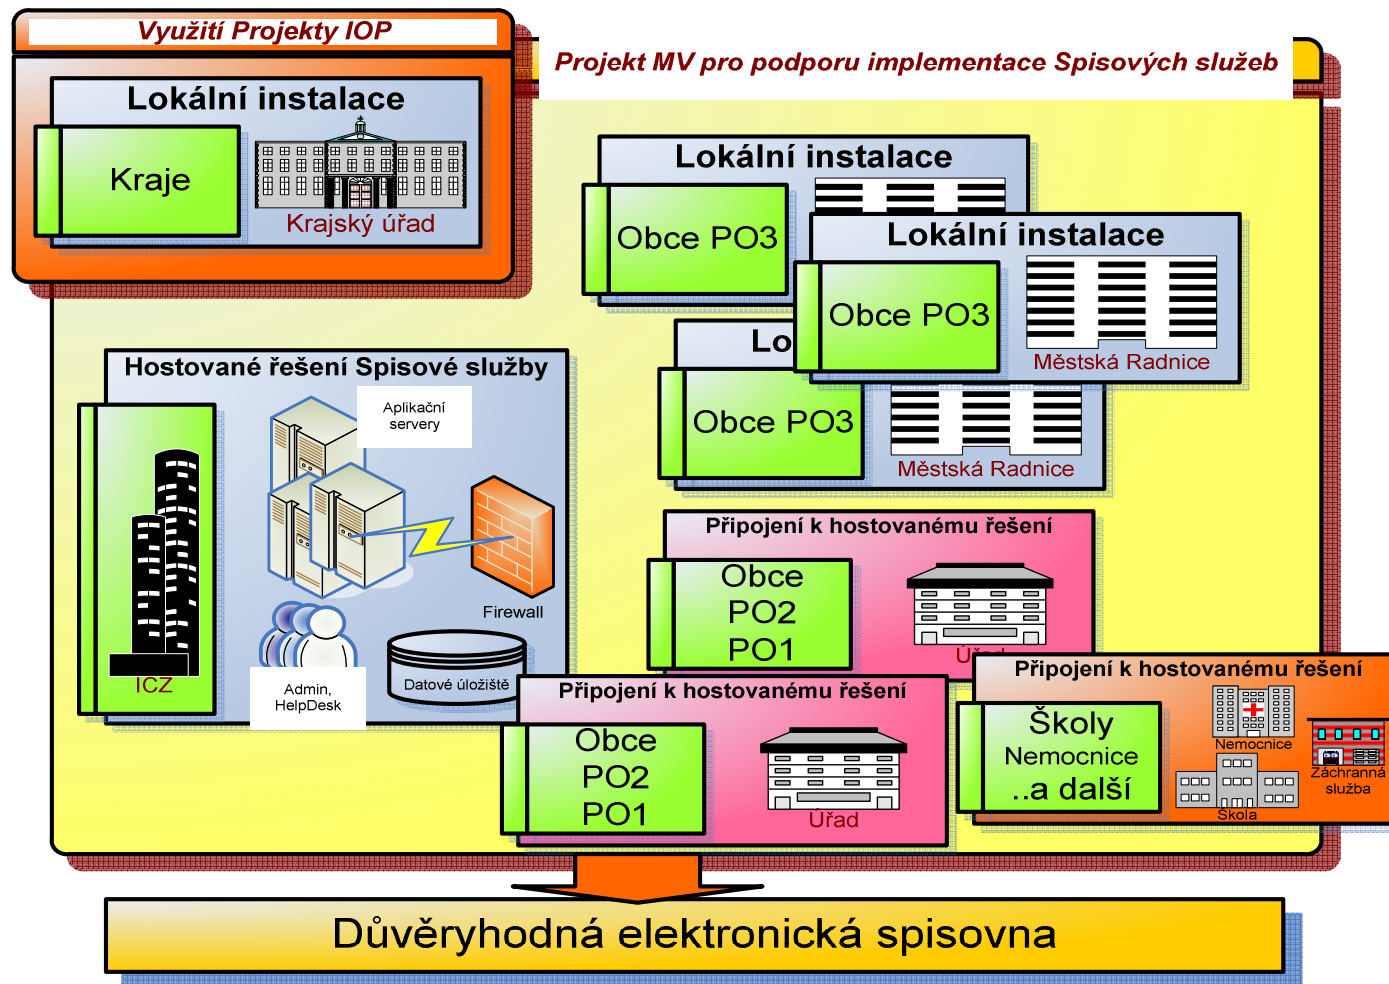 Využití Projekty IOP
Projekt MV pro podporu implementace Spisových služeb
Lokální instalace
Kraje
Krajský úřad
Lokální instalace
Obce PO3
Lokální instalace
Obce PO3
Městská Radnice
Lo
Obce PO3
Městská Radnice
Hostované řešení Spisové služby
Aplikační
servery
Firewall
ICZ
Admin,
HelpDesk
Datové úložiště
Připojení k hostovanému řešení
Obce
PO2
PO1
Úřad
Připojení k hostovanému řešení
Obce
PO2
PO1
Úřad
Připojení k hostovanému řešení
Školy
Nemocnice
..a další
Nemocnice
Záchranná
služba
Škola
Důvěryhodná elektronická spisovna